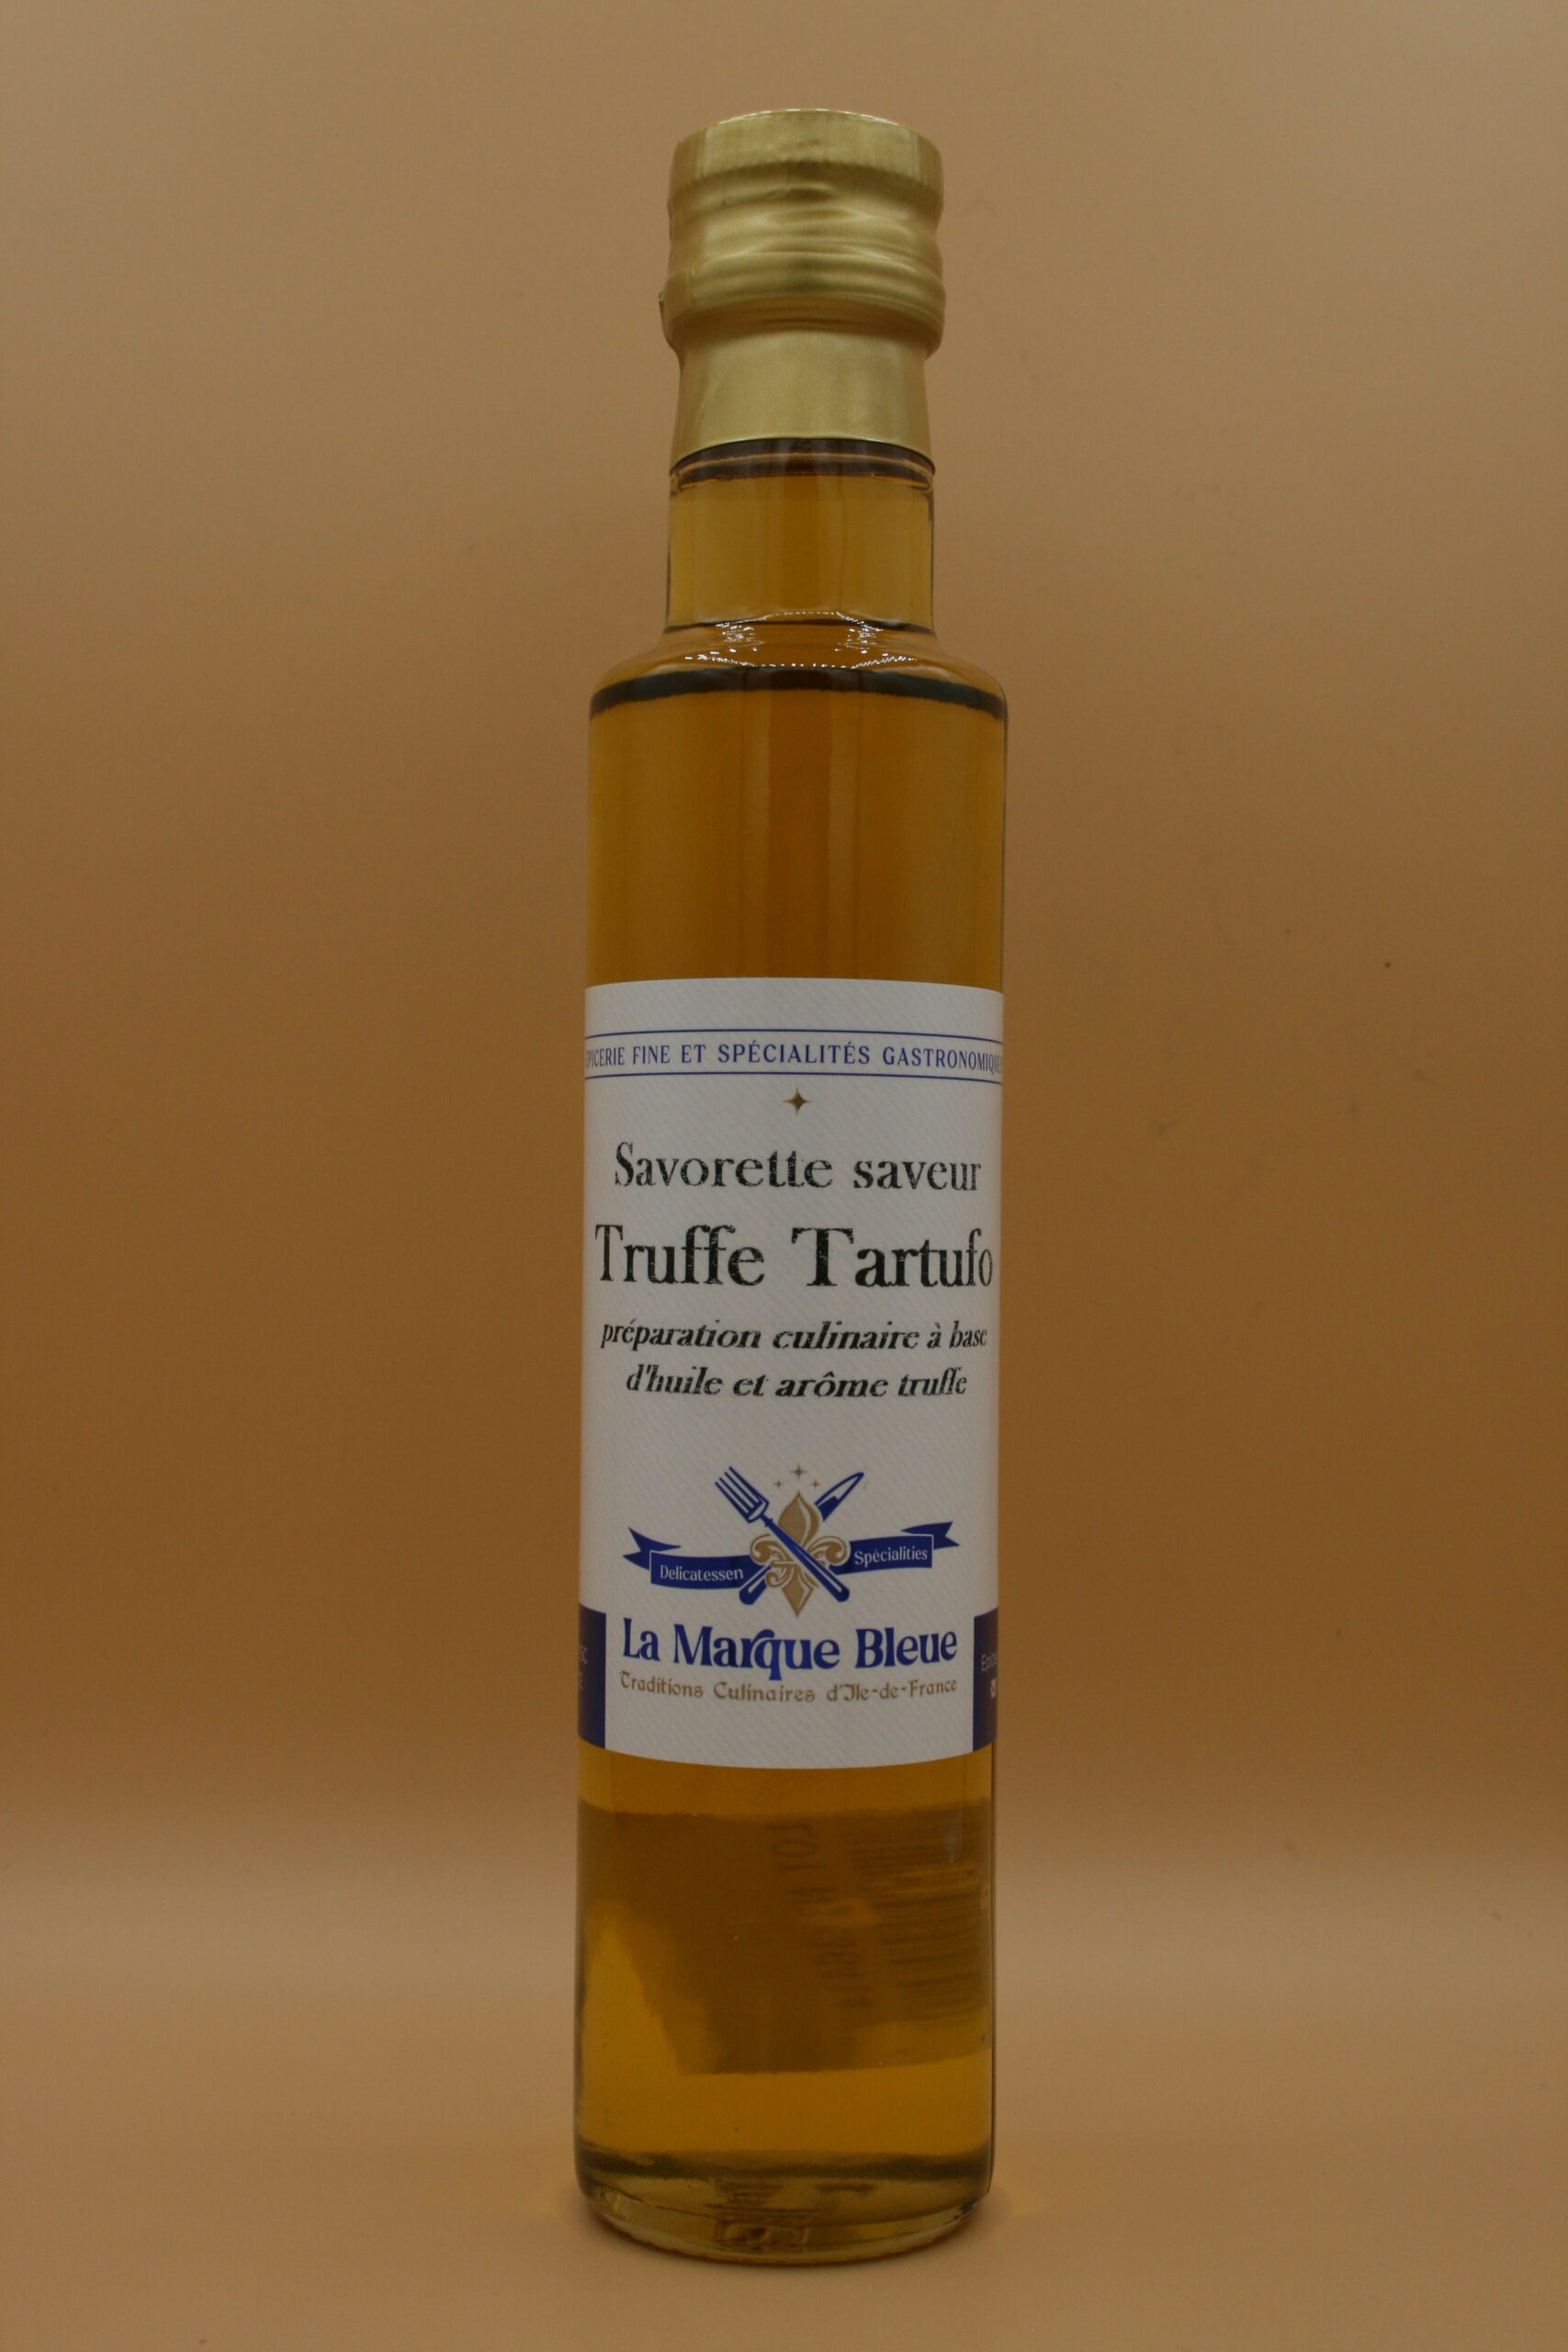 FINE ET SPÉCIALITÉS GASTRONOMIQUES
Savorette saveur
Truffe Tartufo
préparation culinaire à base
d'huile et arôme truffe
Delicatessen Spécialities
La Marque Bleue
Traditions Culinaires d'Ile-de-France